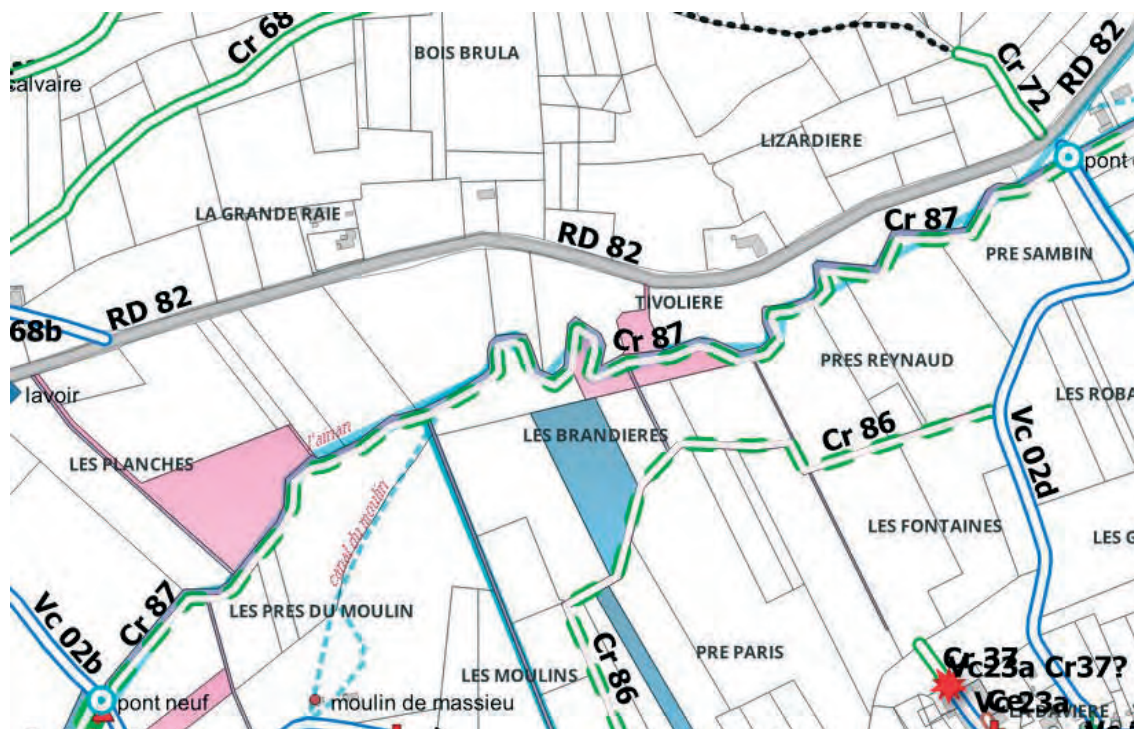 Cr 68
BOIS BRULA
Cr 72
RD 82
calvaire
LIZARDIERE
pont
LA GRANDE RAIE
Cr 87
RD 82
PRE SAMBIN
RD 82
TIVOLIERE
68b
Cr 87
PRES REYNAUD
lavoir
LES ROBA
l'ainan
LES BRANDIERES
Cr 86
LES PLANCHES
Vc 02d
canal du moulin
LES FONTAINES
LES G
Vc 02b
Cr 87
LES PRES DU MOULIN
Cr 86
PRE PARIS
Cr 37
Vc23a Cr37?
LES MOULINS
pont neuf
moulin de massieu
Vc23a